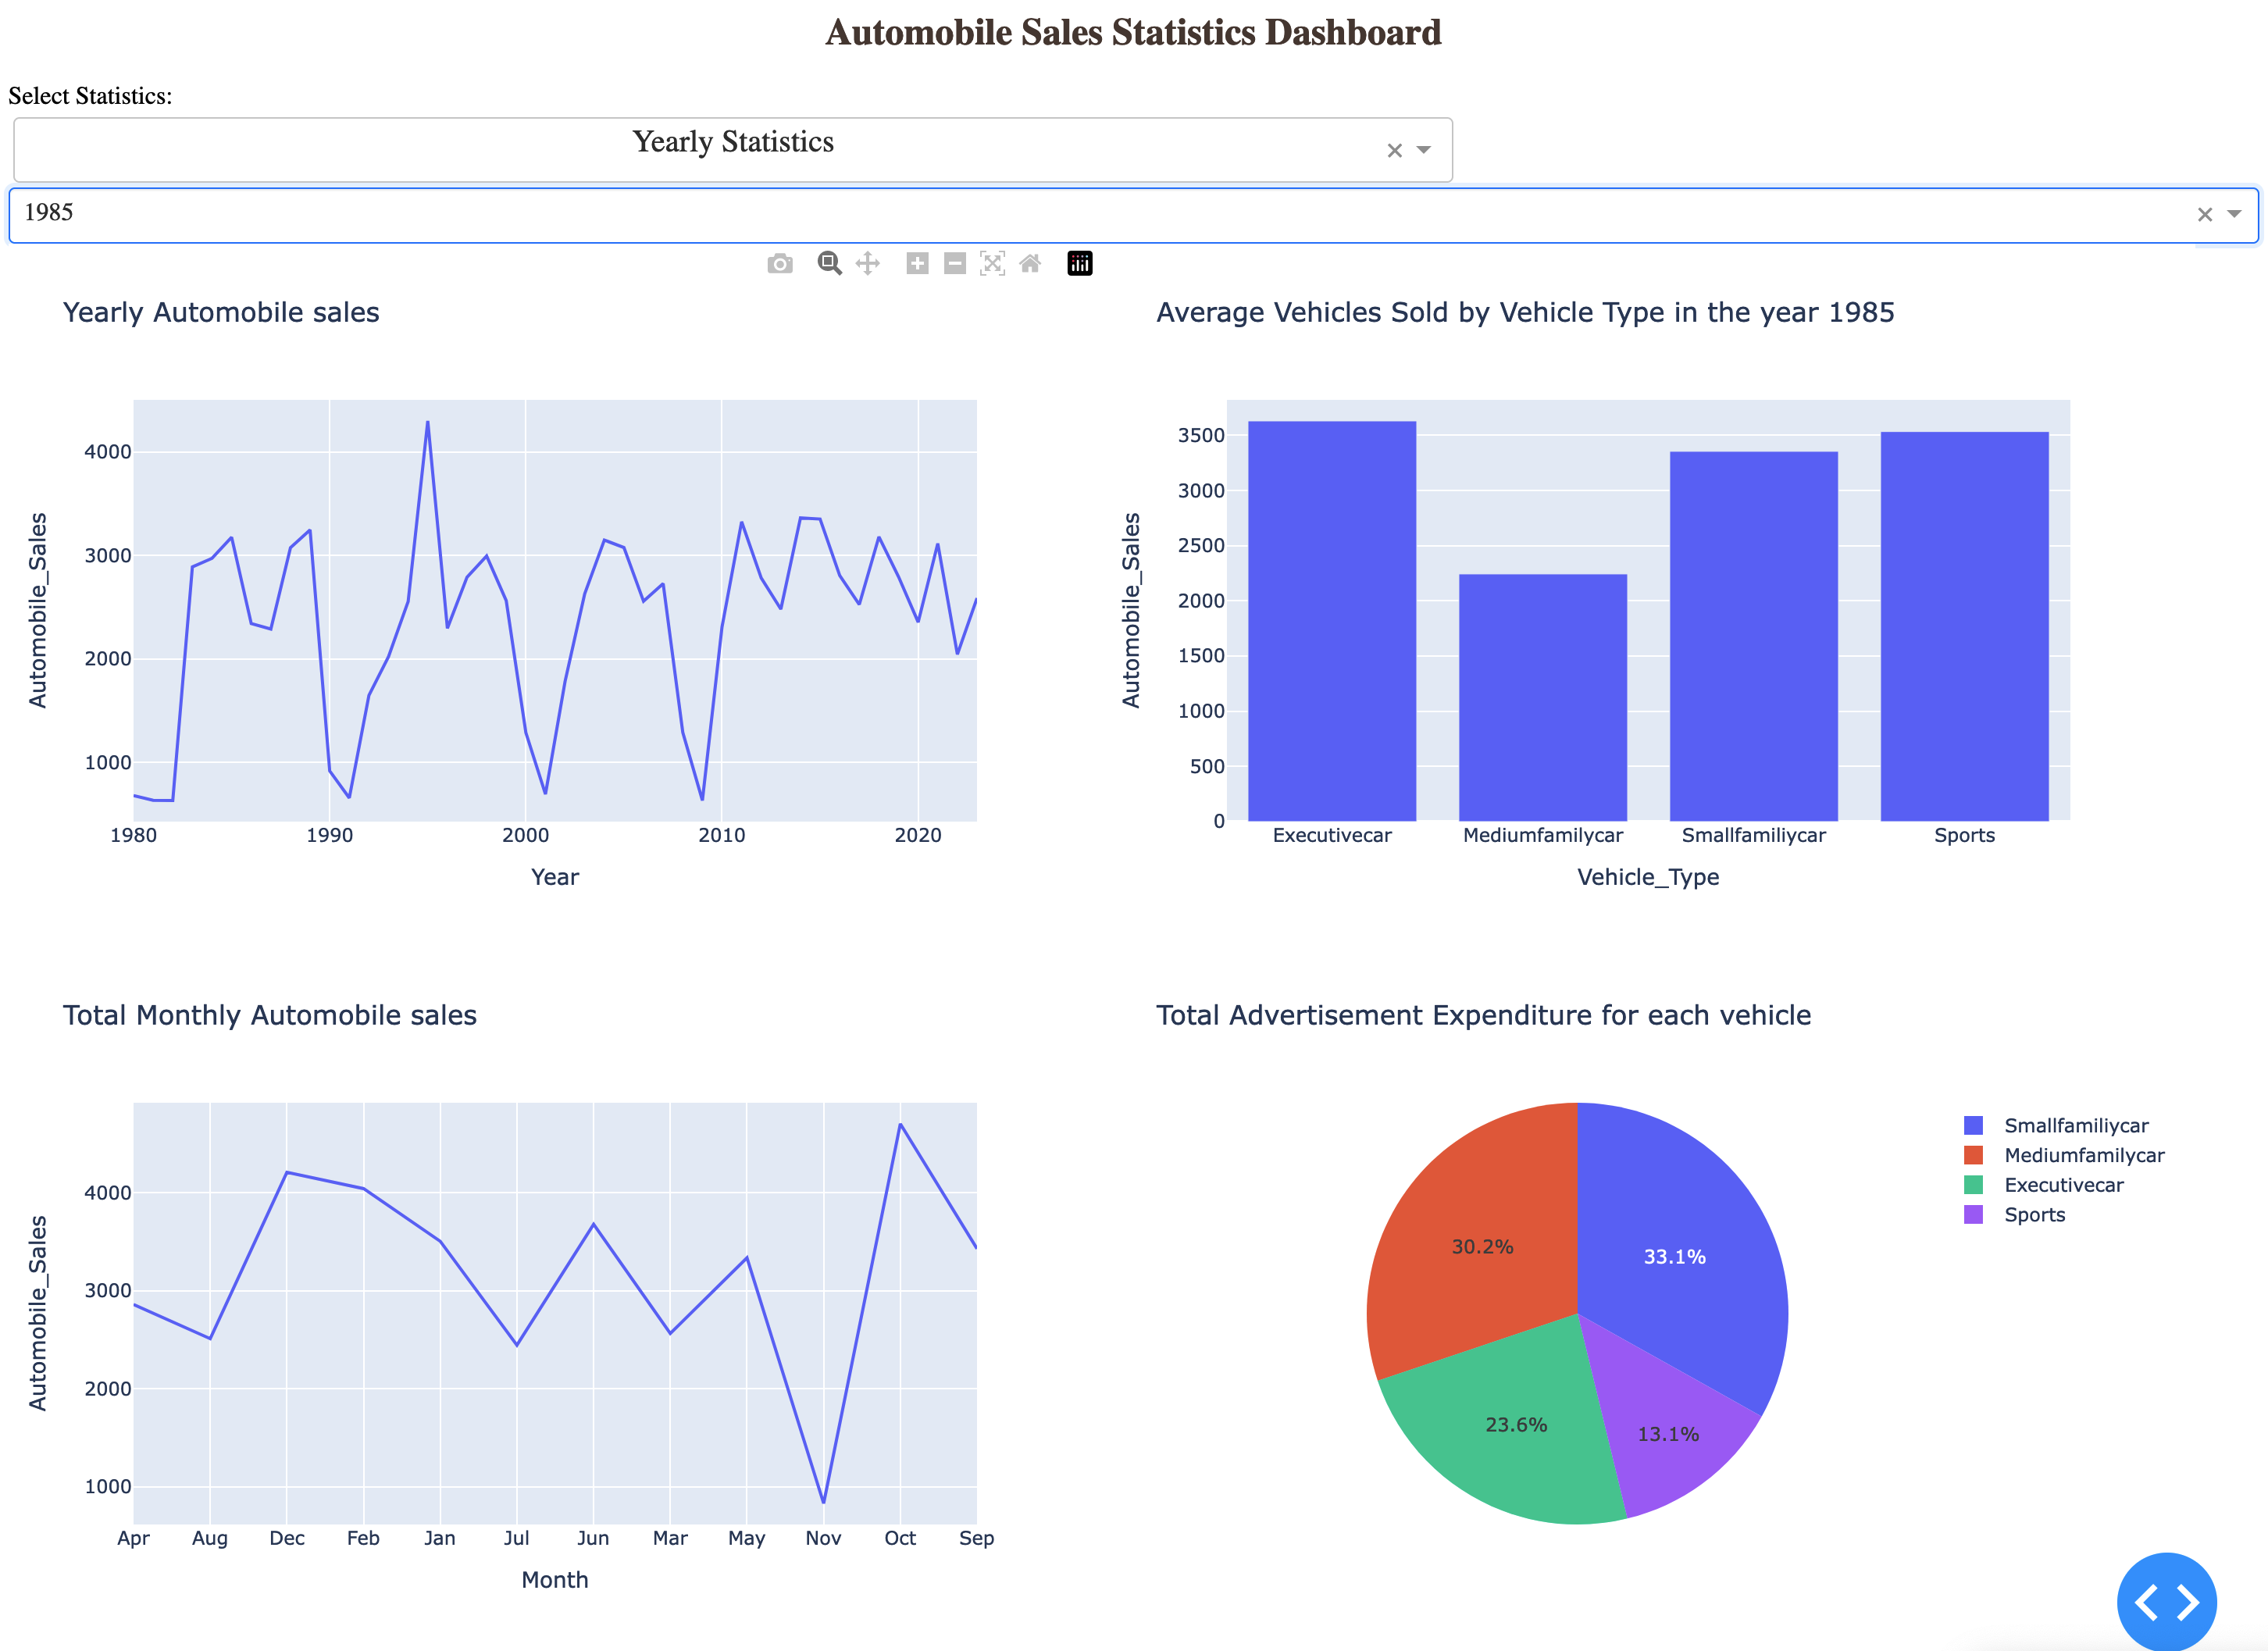 Automobile Sales Statistics Dashboard
Select Statistics:
Yearly Statistics
1985
Yearly Automobile sales
4000
3000
2000
1000
Automobile_Sales
1980 1990 2000 2010 2020
Year
Average Vehicles Sold by Vehicle Type in the year 1985
3500
3000
2500
2000
1500
1000
500
0
Automobile_Sales
Executivecar Mediumfamilycar Smallfamiliycar Sports
Vehicle_Type
Total Monthly Automobile sales
4000
3000
2000
1000
Automobile_Sales
Apr Aug Dec Feb Jan Jul Jun Mar May Nov Oct Sep
Month
Total Advertisement Expenditure for each vehicle
30.2%
33.1%
23.6%
13.1%
Smallfamiliycar
Mediumfamilycar
Executivecar
Sports